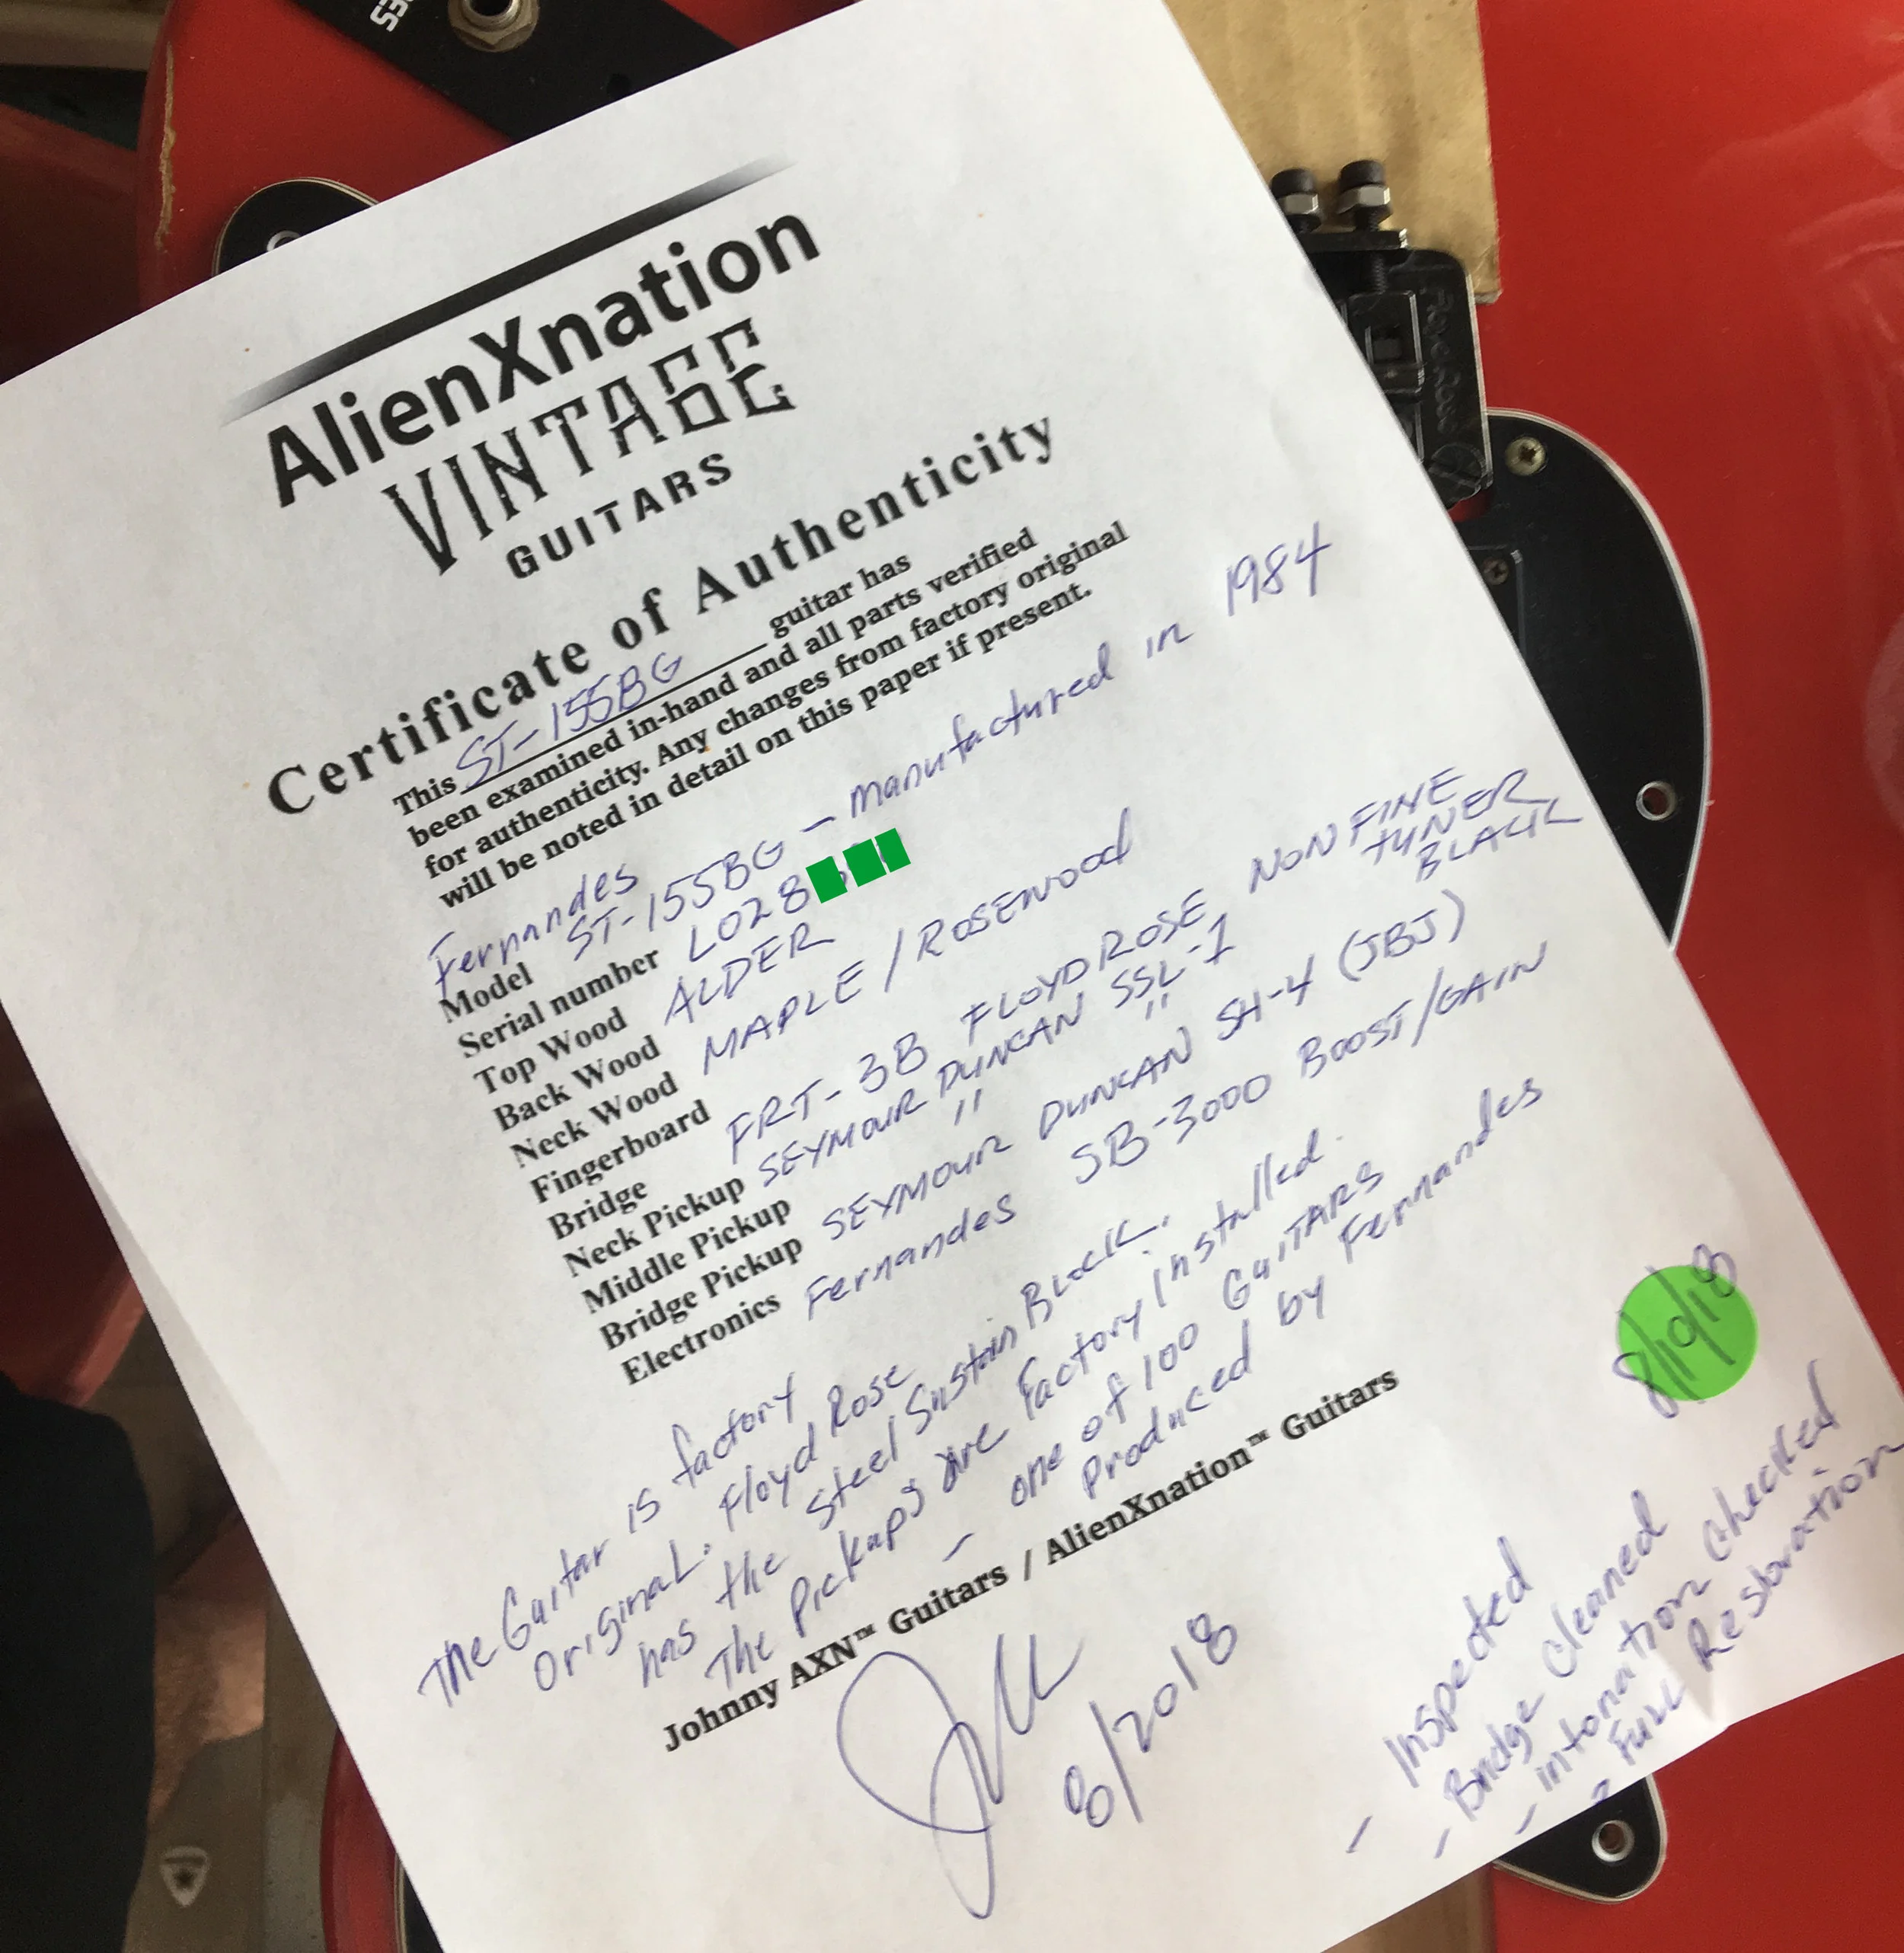 AlienXnation
VINTAGE
GUITARS
Certificate of Authenticity
This ST-155BG guitar has
been examined in-hand and all parts verified
for authenticity. Any changes from factory original
will be noted in detail on this paper if present.
Fernandes
Model ST-155BG - Manufactured in 1984
Serial number L028
Top Wood ALDER
Back Wood
Neck Wood MAPLE / ROSEWOOD
Fingerboard
Bridge FRT-3B FLOYD ROSE NON FINE TUNER BLACK
Neck Pickup SEYMOUR DUNCAN SSL-1
Middle Pickup " "
Bridge Pickup SEYMOUR DUNCAN SH-4 (JBJ)
Electronics Fernandes SB-3000 BOOST/GAIN
The Guitar is factory
Original. Floyd Rose
has the Steel Sustain Block.
The Pickups are Factory Installed.
- one of 100 GUITARS
Produced by Fernandes
Johnny AXN™ Guitars / AlienXnation™ Guitars
8/2018
8/10/18
- Inspected
- Bridge Cleaned
- intonation checked
- Full Restoration